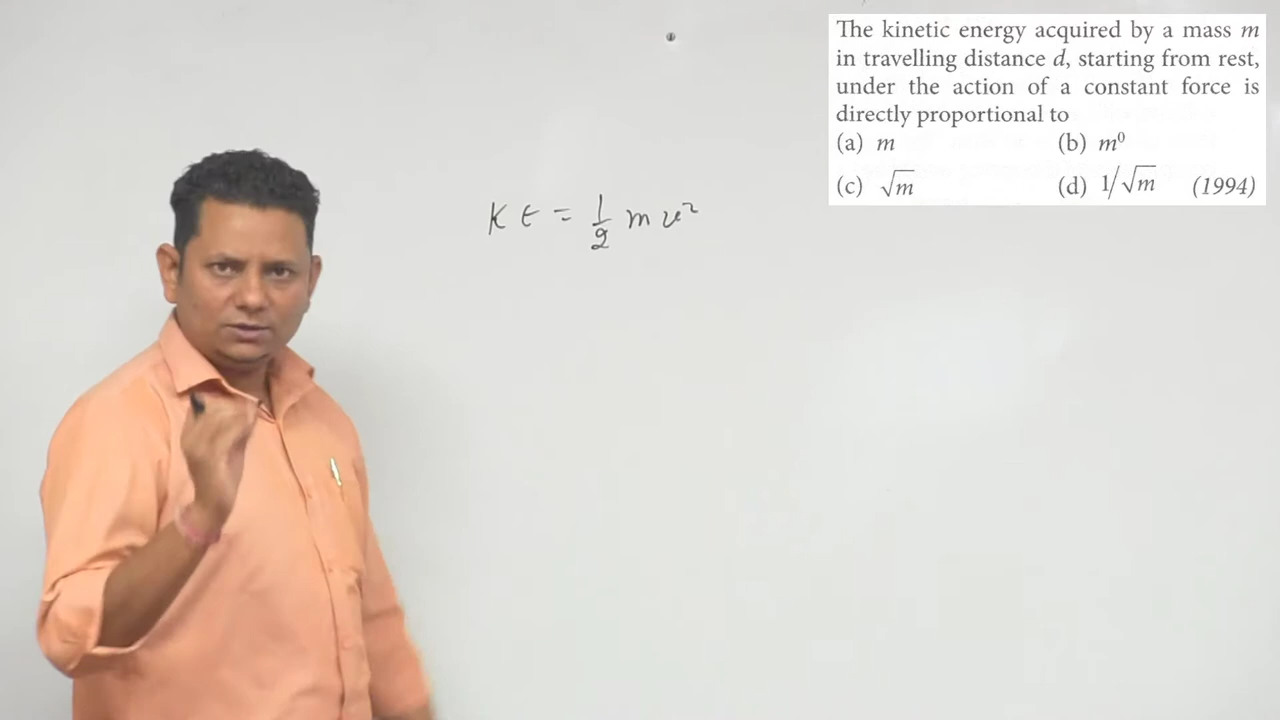 The kinetic energy acquired by a mass m
in travelling distance d, starting from rest,
under the action of a constant force is
directly proportional to
(a) m (b) m⁰
(c) √m (d) 1/√m (1994)
KE = 1/2 mv²